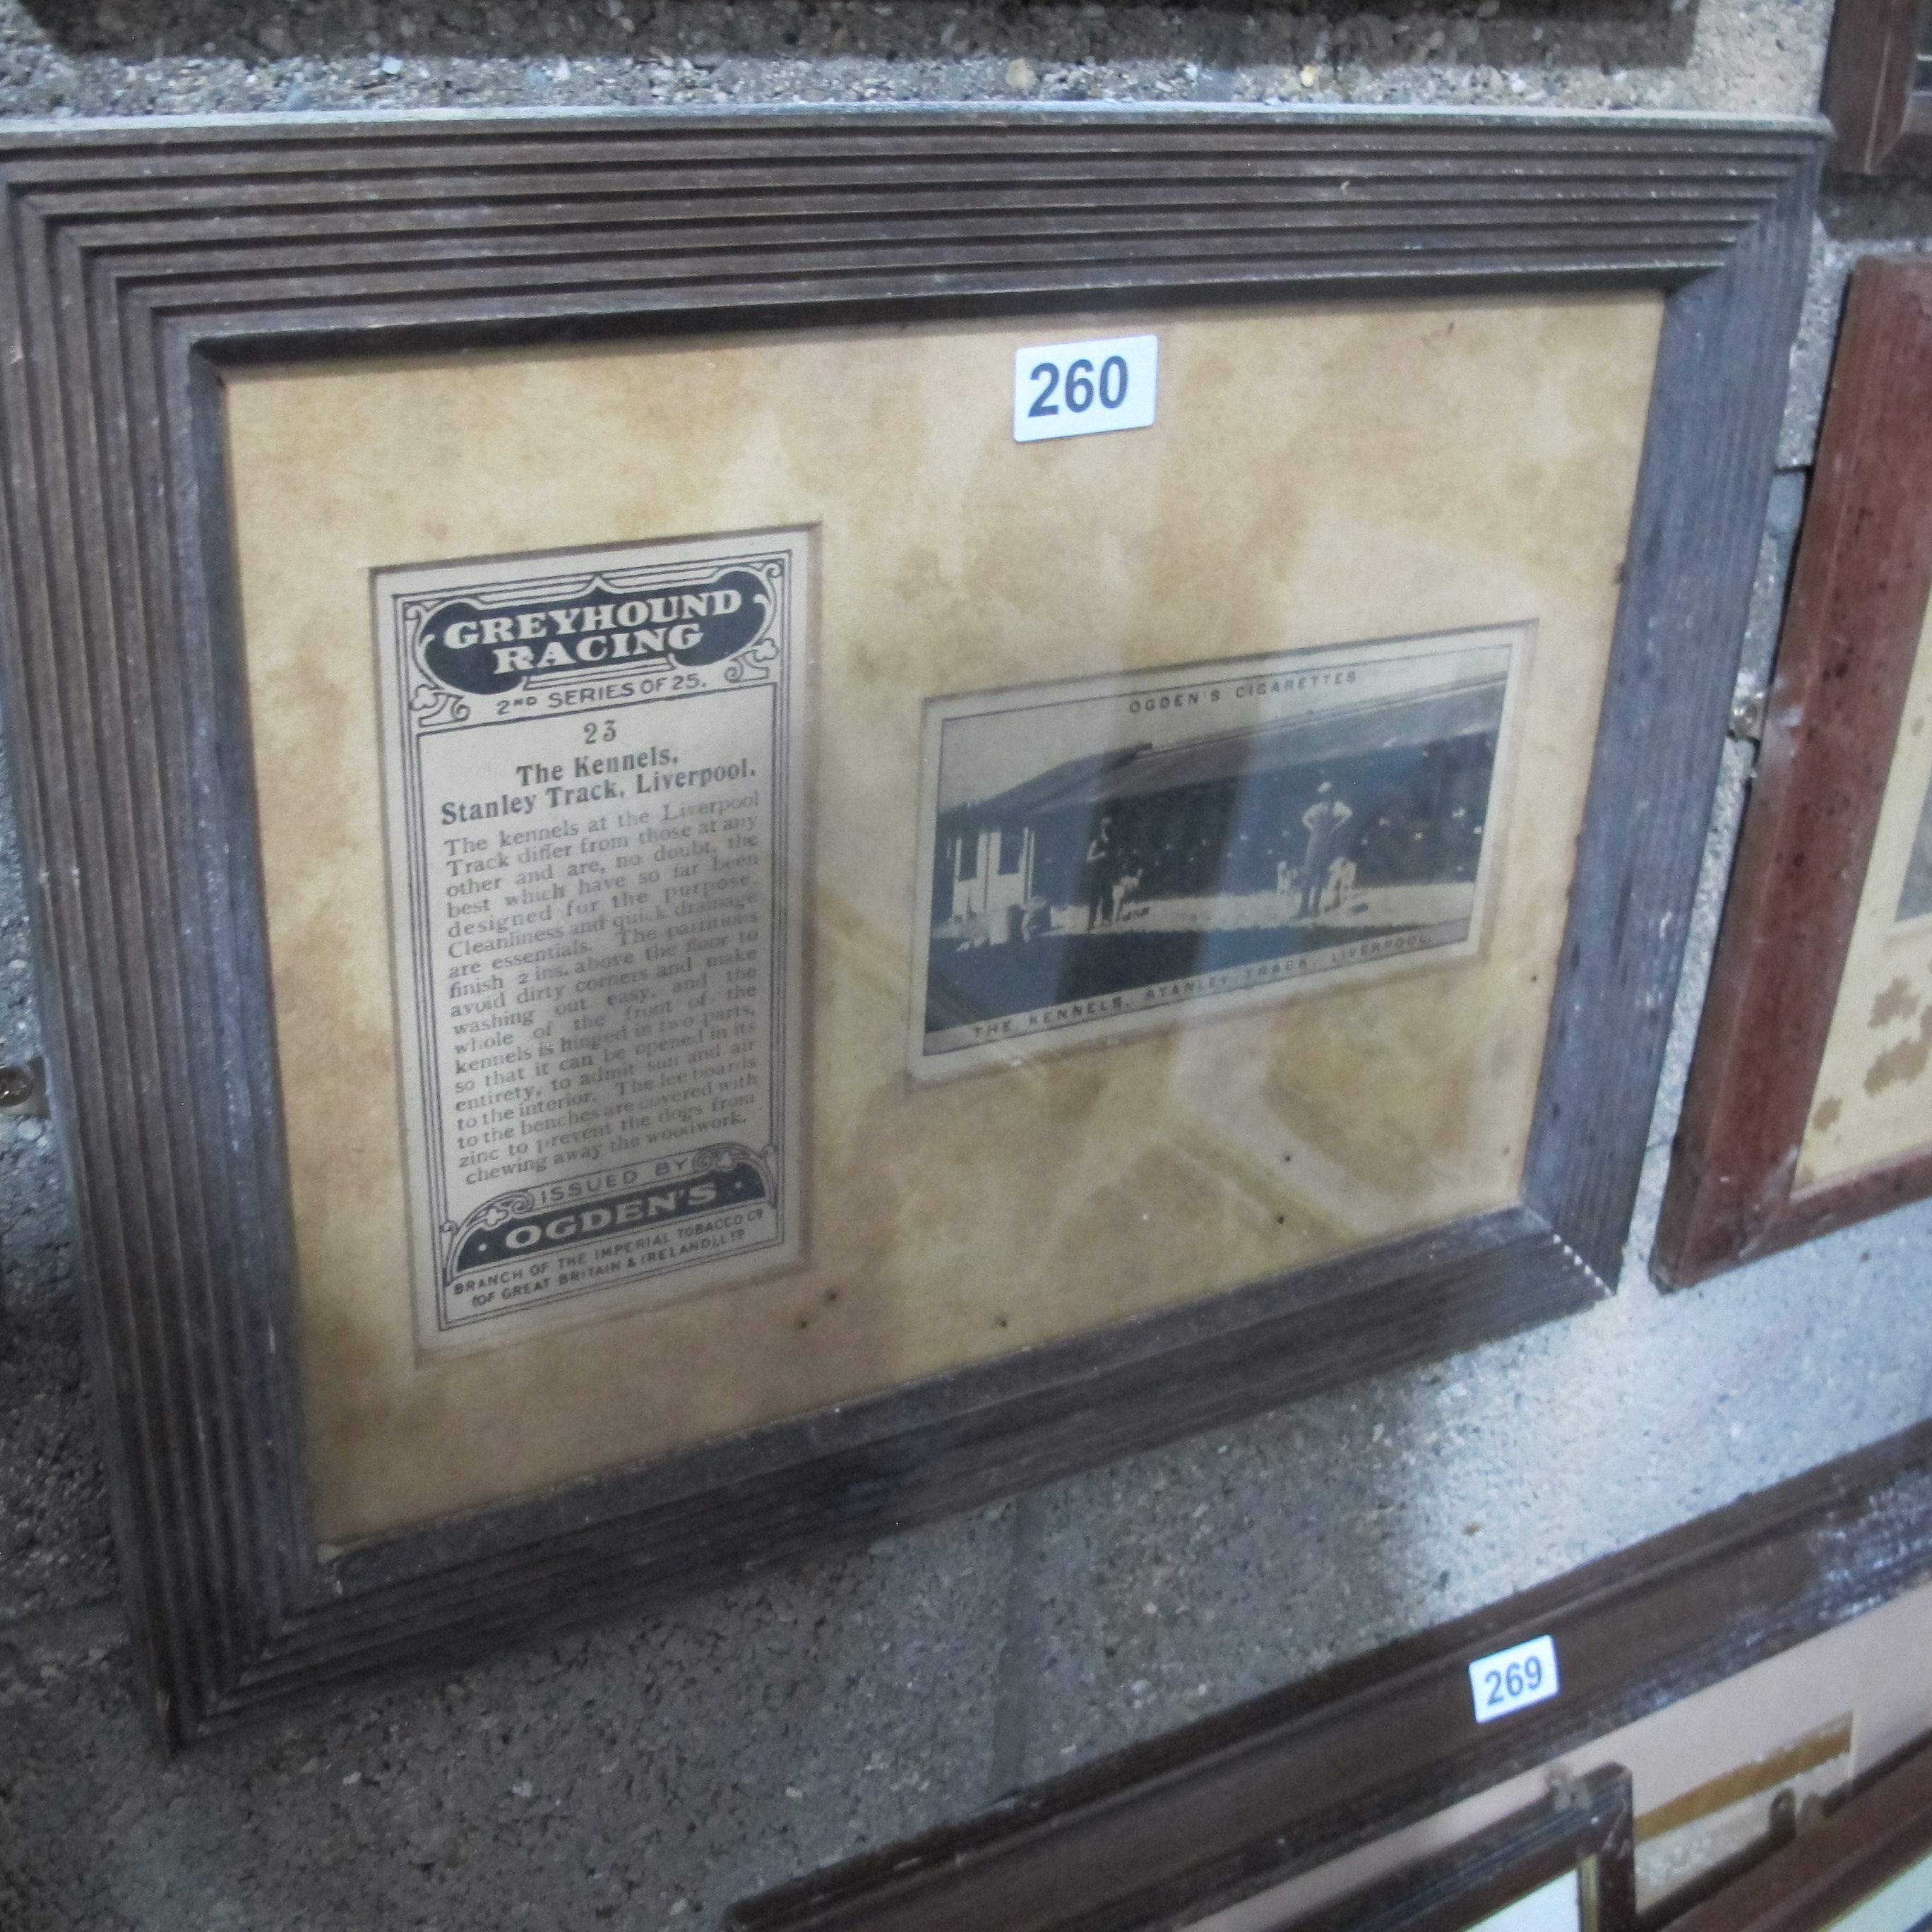 260
GREYHOUND
RACING
2ND SERIES OF 25.
23
The Kennels,
Stanley Track, Liverpool.
The kennels at the Liverpool
Track differ from those at any
other and are, no doubt, the
best which have so far been
designed for the purpose.
Cleanliness and quick drainage
are essentials. The partitions
finish 2 ins. above the floor to
avoid dirty corners and make
washing out easy, and the
whole of the front of the
kennels is hinged in two parts,
so that it can be opened in its
entirety, to admit sun and air
to the interior. The lee boards
to the benches are covered with
zinc to prevent the dogs from
chewing away the woodwork.
ISSUED BY
· OGDEN'S ·
BRANCH OF THE IMPERIAL TOBACCO CO
(OF GREAT BRITAIN & IRELAND), LTD
OGDEN'S CIGARETTES
THE KENNELS, STANLEY TRACK, LIVERPOOL.
269